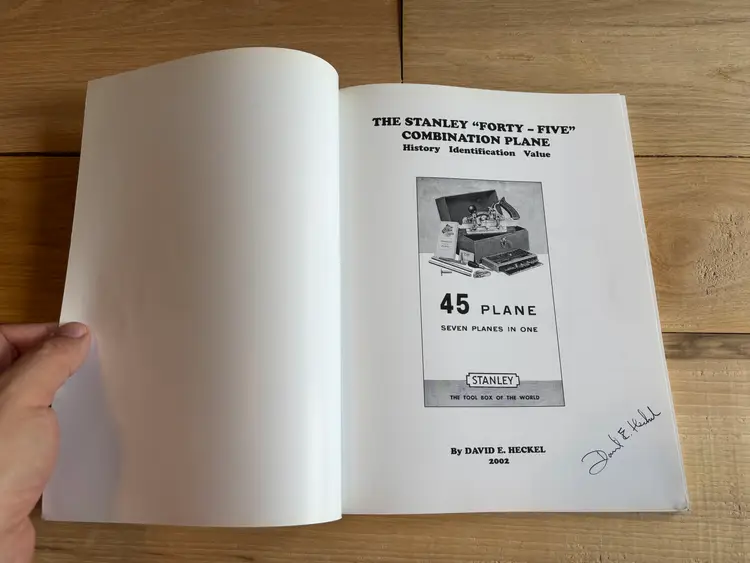 THE STANLEY “FORTY – FIVE”
COMBINATION PLANE
History Identification Value
45 PLANE
SEVEN PLANES IN ONE
STANLEY
THE TOOL BOX OF THE WORLD
By DAVID E. HECKEL
2002
David E. Heckel